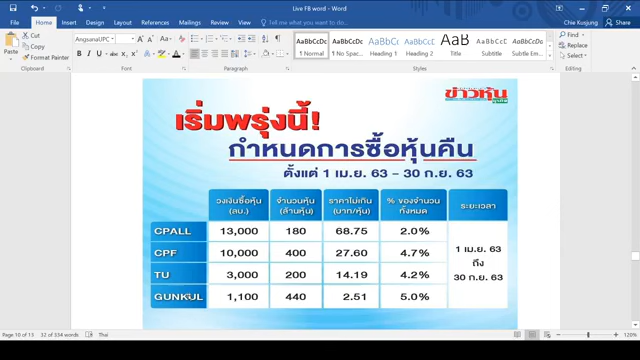 Live FB word - Word
Chie Kusjung
File Home Insert Design Layout References Mailings Review View Tell me what you want to do... Share
Cut
Copy
Format Painter
Paste
Clipboard
AngsanaUPC
Font
Paragraph
AaBbCcDc AaBbCcDc AaBbCc AaBbCcD AaB AaBbCcD AaBbCcDc
¶ Normal ¶ No Spac... Heading 1 Heading 2 Title Subtitle Subtle Em...
Styles
Find
Replace
Select
Editing
ข่าวหุ้น
เริ่มพรุ่งนี้!
กำหนดการซื้อหุ้นคืน
ตั้งแต่ 1 เม.ย. 63 - 30 ก.ย. 63
วงเงินซื้อหุ้น (ลบ.) จำนวนหุ้น (ล้านหุ้น) ราคาไม่เกิน (บาท/หุ้น) % ของจำนวนทั้งหมด ระยะเวลา
CPALL 13,000 180 68.75 2.0%
CPF 10,000 400 27.60 4.7%
TU 3,000 200 14.19 4.2%
GUNKUL 1,100 440 2.51 5.0%
1 เม.ย. 63
ถึง
30 ก.ย. 63
Page 10 of 13 32 of 334 words Thai 120%